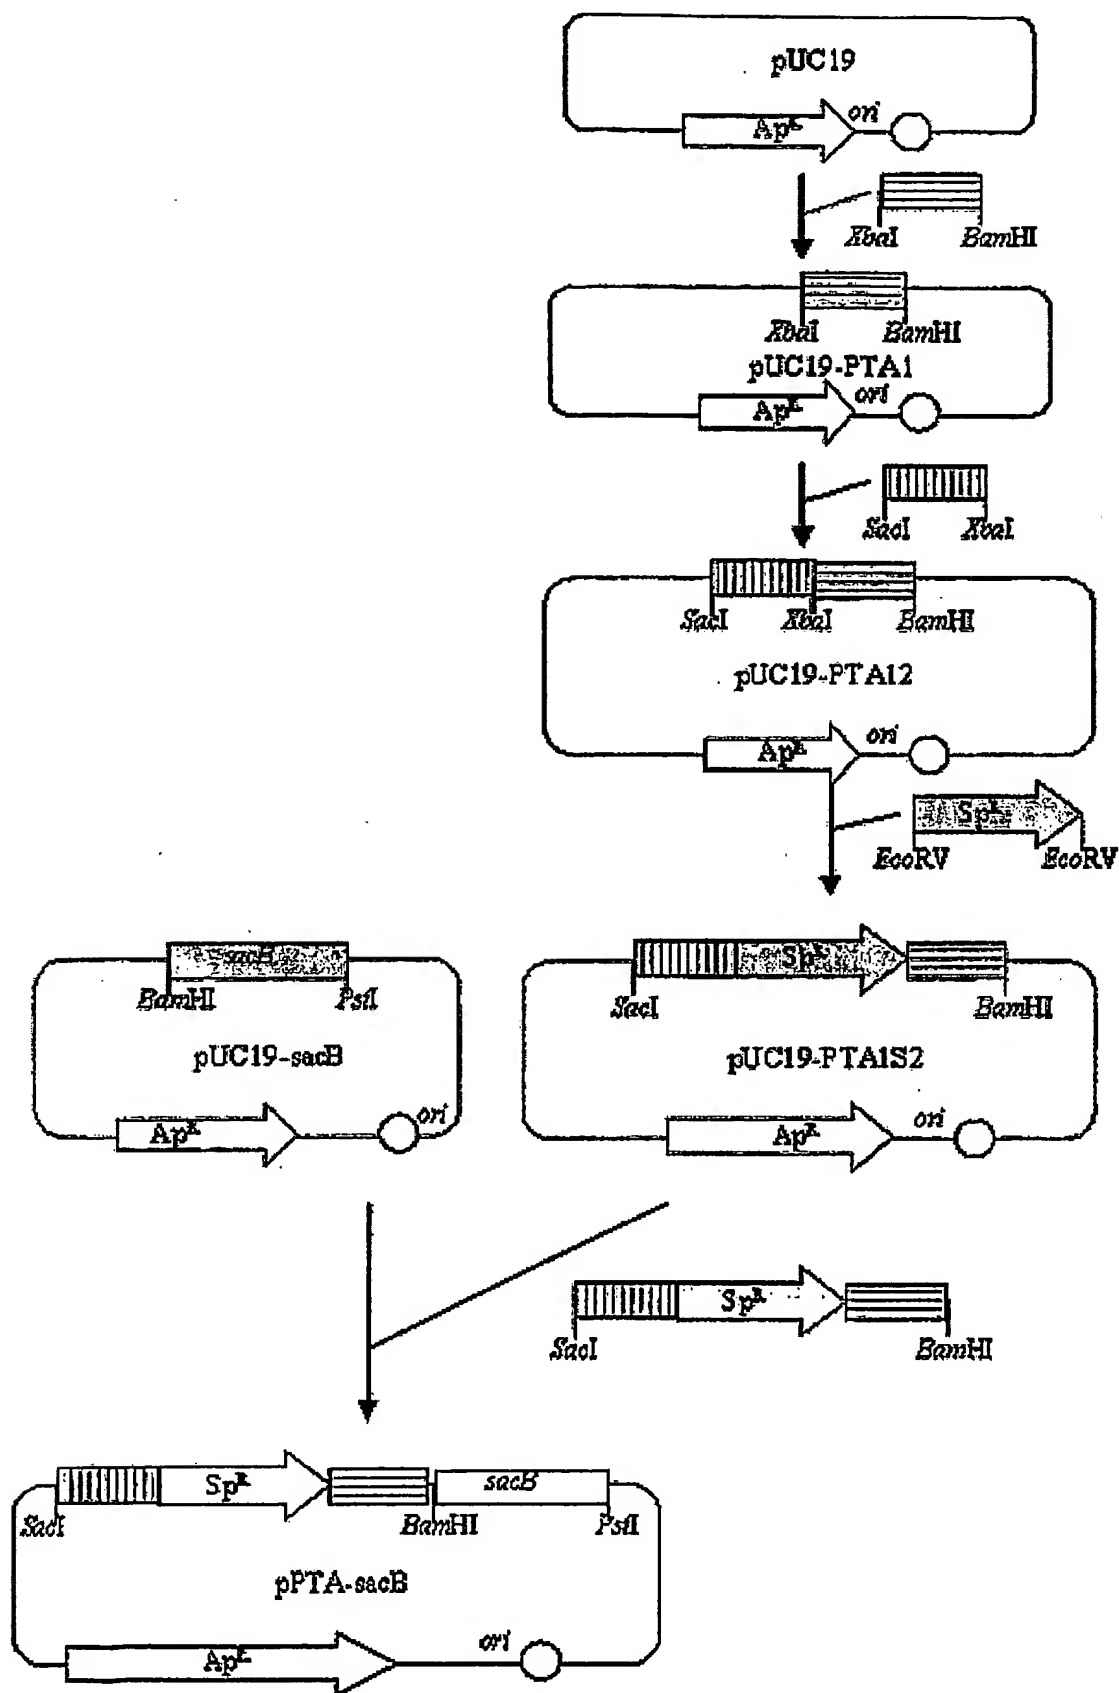 pUC19
Ap^R ori
XbaI BamHI
XbaI BamHI
pUC19-PTA1
Ap^R ori
SacI XbaI
SacI XbaI BamHI
pUC19-PTA12
Ap^R ori
Sp^R
EcoRV EcoRV
sacB
BamHI PstI
pUC19-sacB
Ap^R ori
Sp^R
SacI BamHI
pUC19-PTA1S2
Ap^R ori
Sp^R
SacI BamHI
Sp^R sacB
SacI BamHI PstI
pPTA-sacB
Ap^R ori